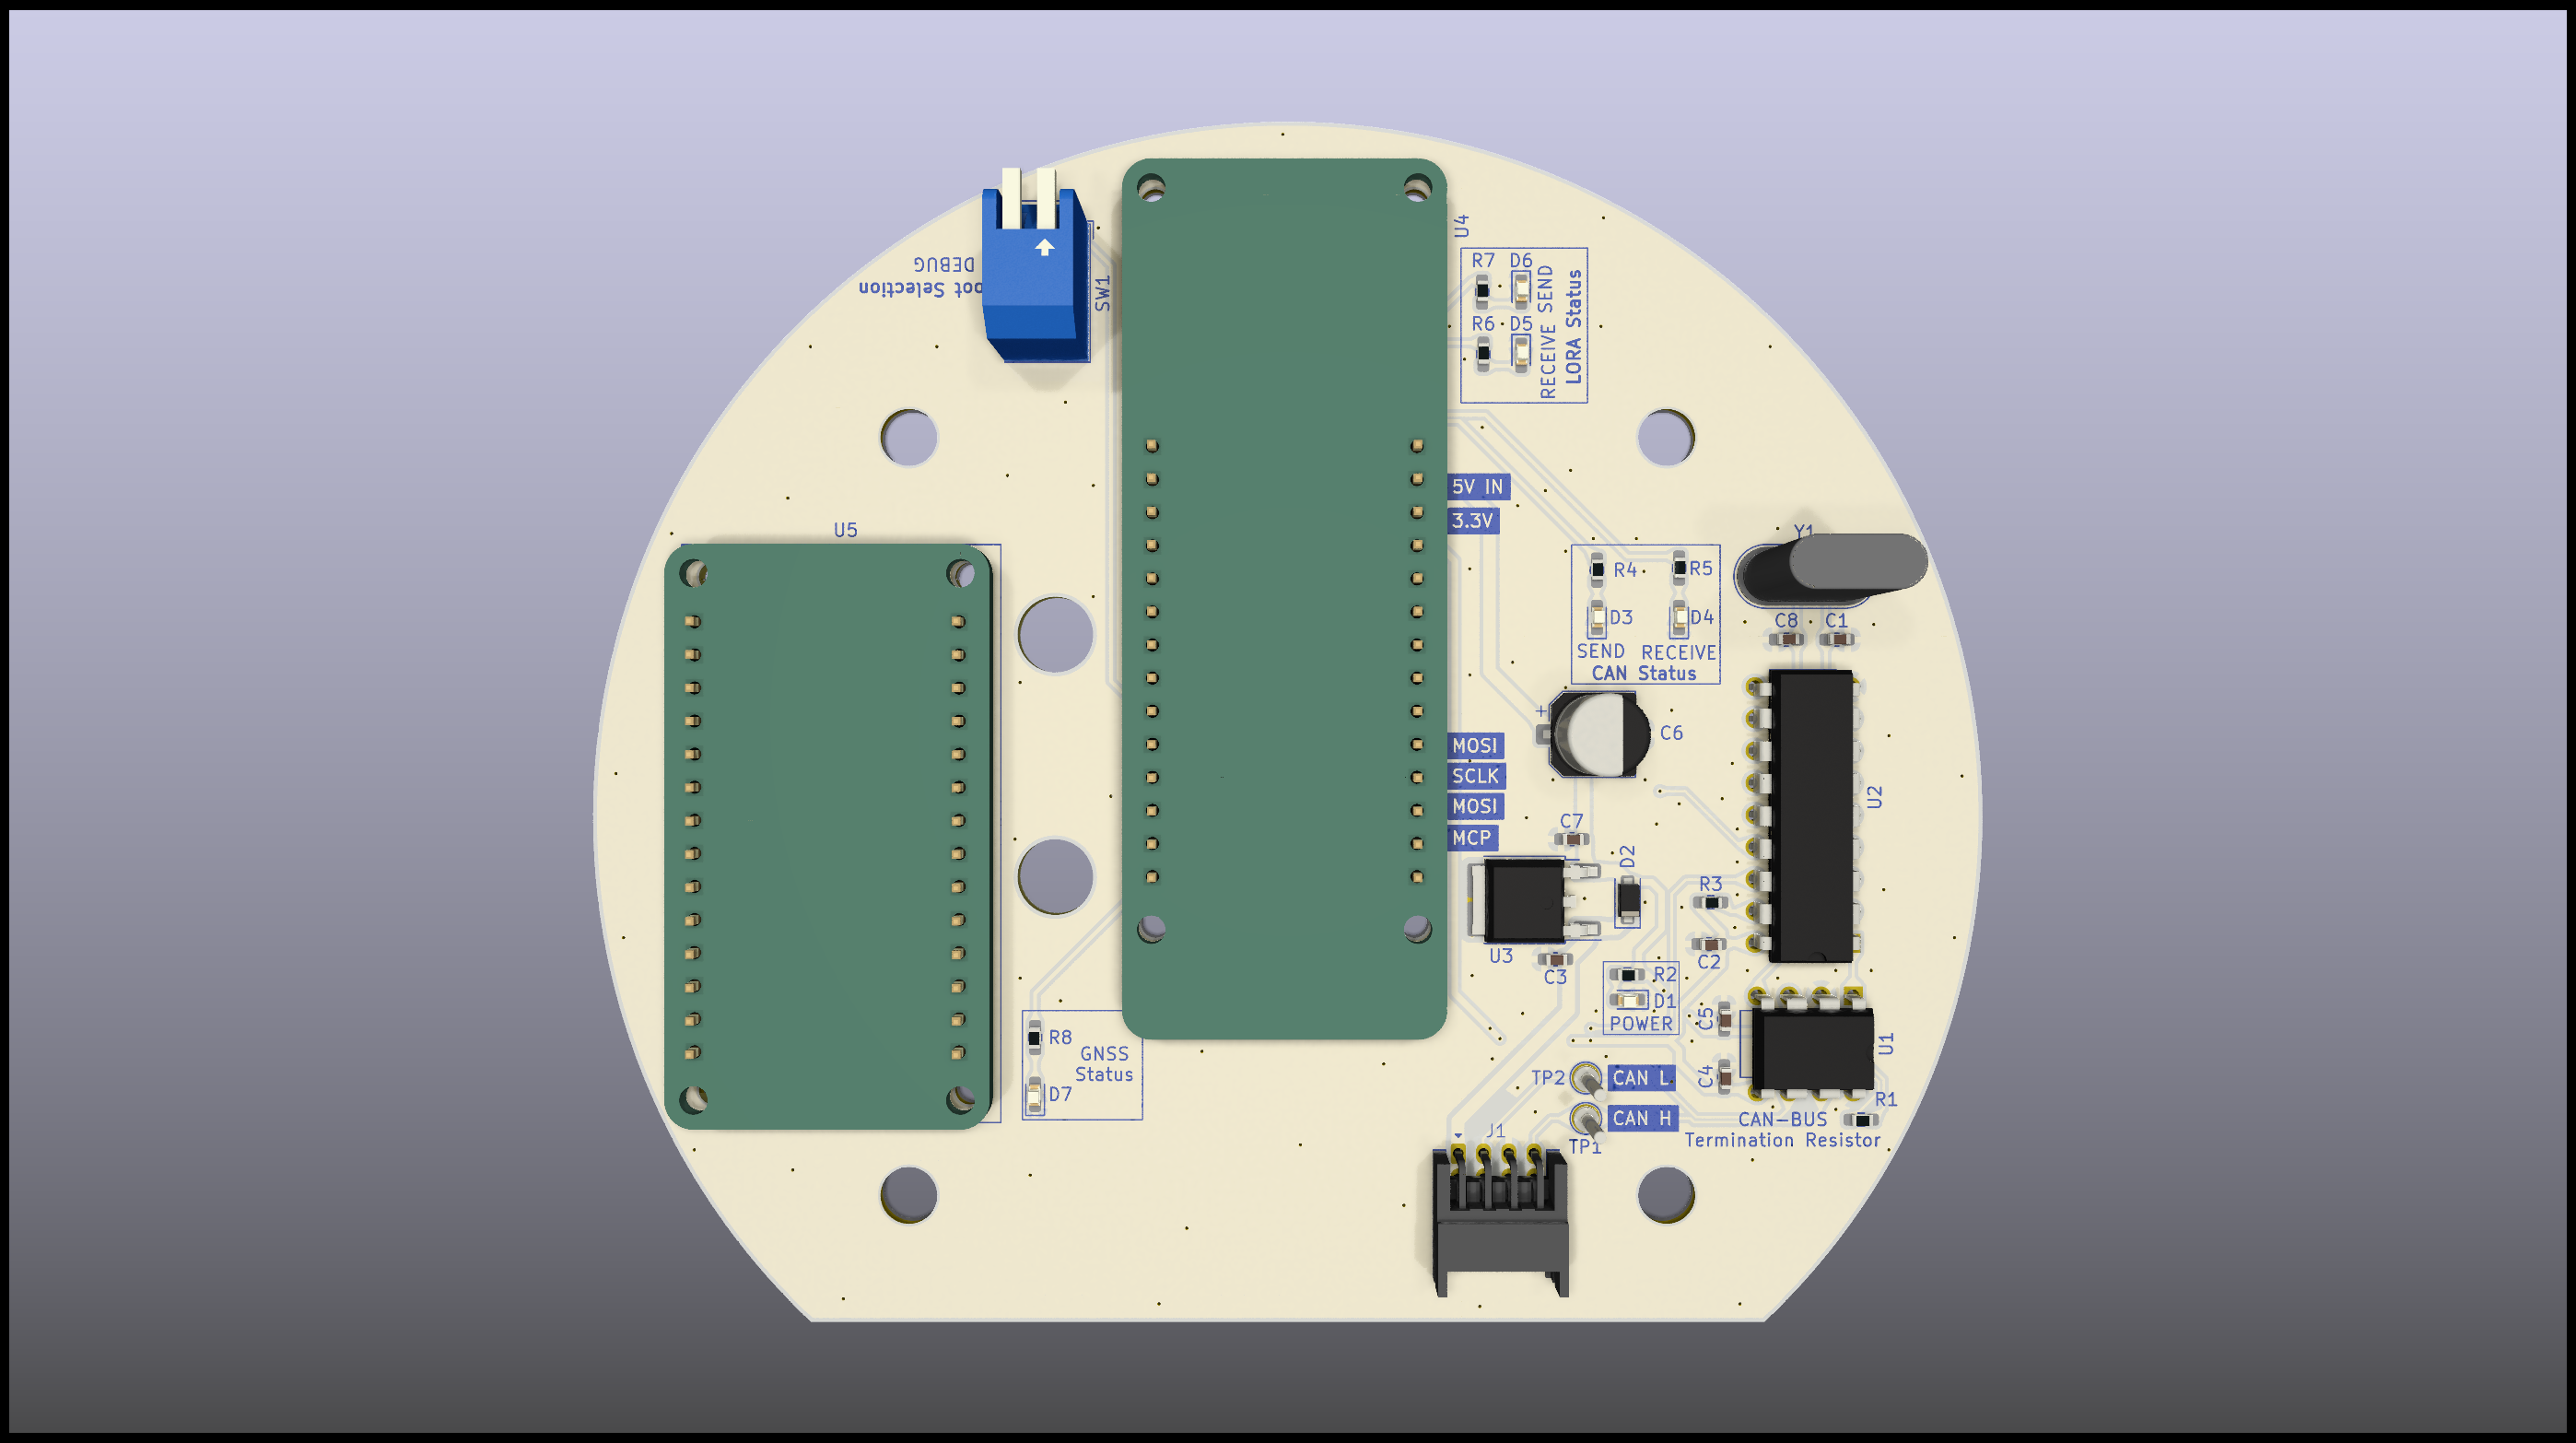 U4
R7 D6
R6 D5
RECEIVE SEND
LORA Status
DEBUG
Selection
SW1
5V IN
3.3V
U5
Y1
R4
R5
D3
D4
SEND RECEIVE
CAN Status
C8 C1
+
C6
MOSI
SCLK
MOSI
MCP
U2
C7
D2
R3
U3
C3
C2
R2
D1
POWER
C5
U1
C4
R8
GNSS
Status
D7
TP2 CAN L
CAN H
TP1
J1
R1
CAN-BUS
Termination Resistor